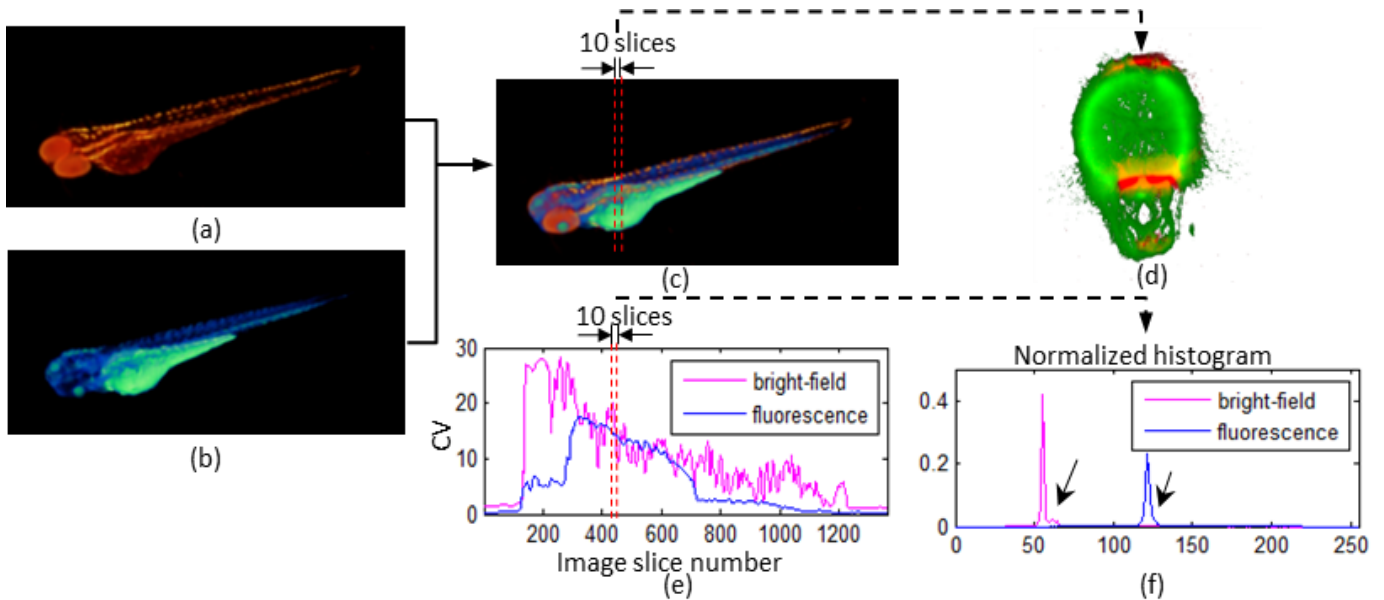 10 slices
(a)
(b)
(c)
(d)
10 slices
30
20
10
0
CV
bright-field
fluorescence
200 400 600 800 1000 1200
Image slice number
(e)
Normalized histogram
0.4
0.2
0
bright-field
fluorescence
0 50 100 150 200 250
(f)